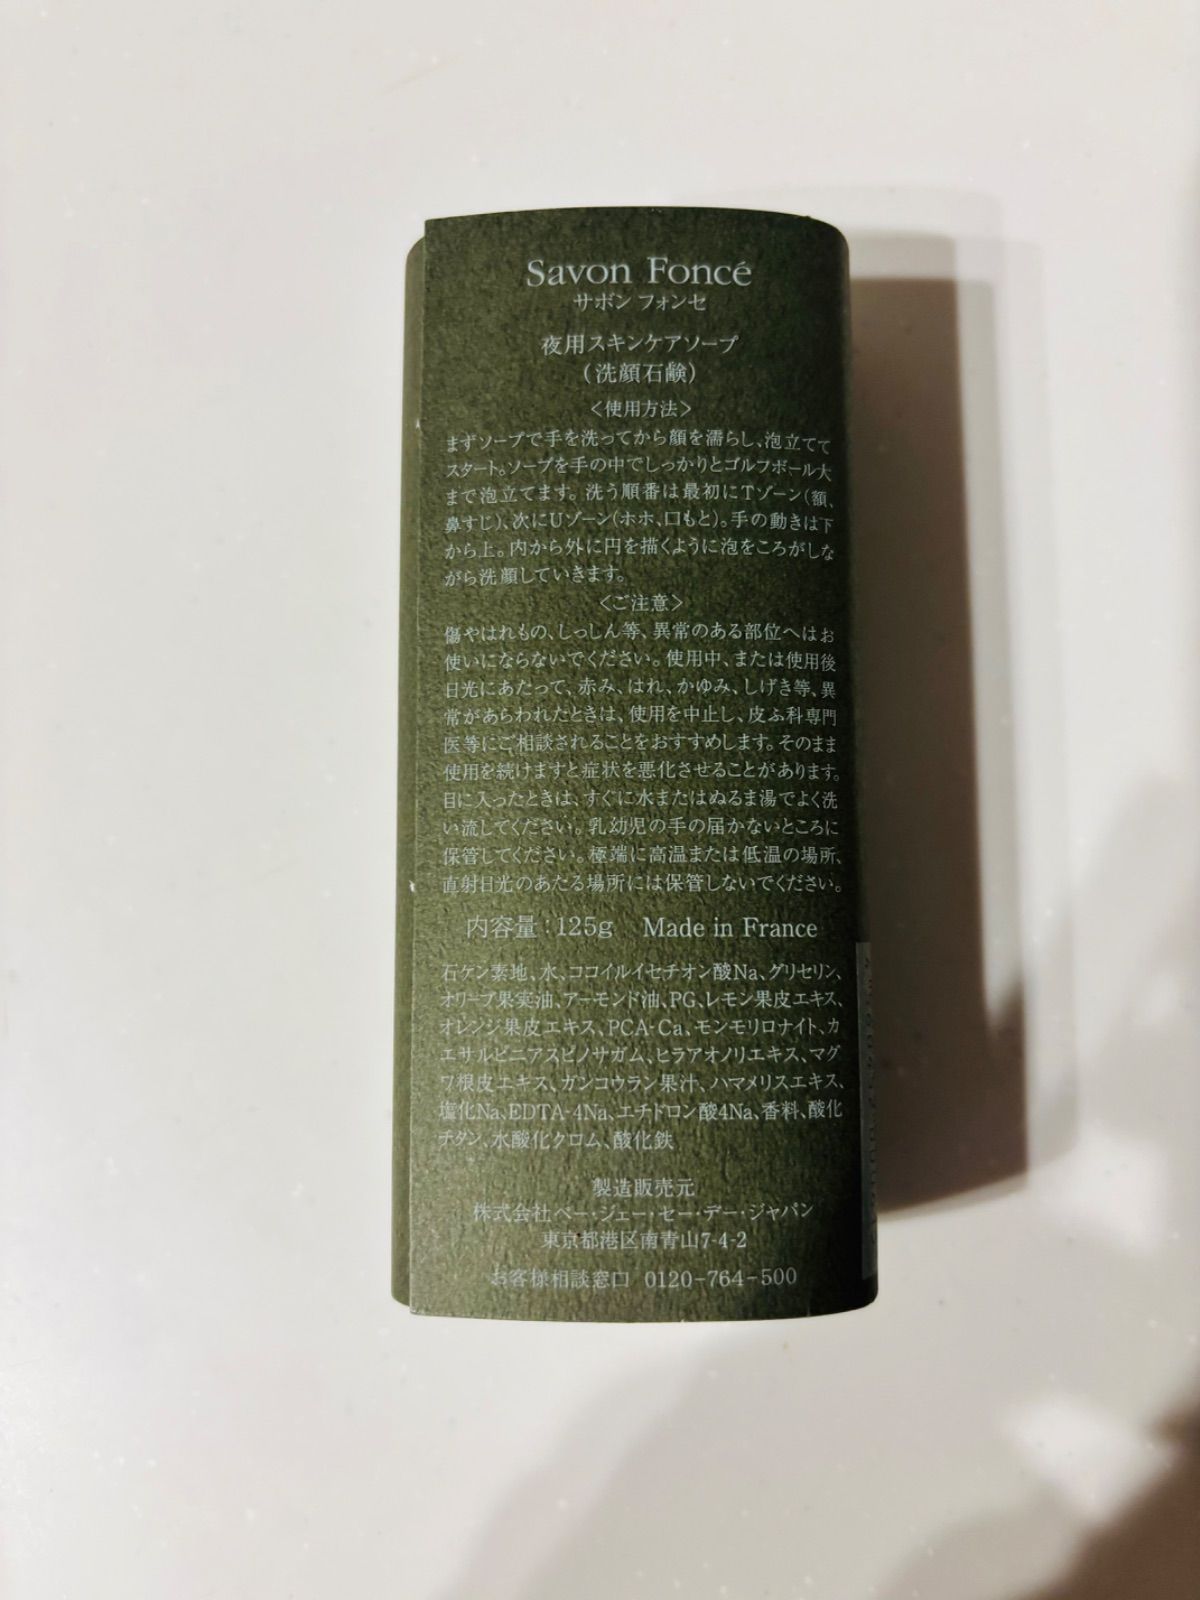 Savon Foncé
サボン フォンセ
夜用スキンケアソープ
(洗顔石鹸)
<使用方法>
まずソープで手を洗ってから顔を濡らし、泡立てて
スタート。ソープを手の中でしっかりとゴルフボール大
まで泡立てます。洗う順番は最初にTゾーン(額、
鼻すじ)、次にUゾーン(ホホ、口もと)。手の動きは下
から上。内から外に円を描くように泡をころがしな
がら洗顔していきます。
<ご注意>
傷やはれもの、しっしん等、異常のある部位へはお
使いにならないでください。使用中、または使用後
日光にあたって、赤み、はれ、かゆみ、しげき等、異
常があらわれたときは、使用を中止し、皮ふ科専門
医等にご相談されることをおすすめします。そのまま
使用を続けますと症状を悪化させることがあります。
目に入ったときは、すぐに水またはぬるま湯でよく洗
い流してください。乳幼児の手の届かないところに
保管してください。極端に高温または低温の場所、
直射日光のあたる場所には保管しないでください。
内容量:125g Made in France
石ケン素地、水、ココイルイセチオン酸Na、グリセリン、
オリーブ果実油、アーモンド油、PG、レモン果皮エキス、
オレンジ果皮エキス、PCA-Ca、モンモリロナイト、カ
エサルピニアスピノサガム、ヒラアオノリエキス、マグ
ワ根皮エキス、ガンコウラン果汁、ハマメリスエキス、
塩化Na、EDTA-4Na、エチドロン酸4Na、香料、酸化
チタン、水酸化クロム、酸化鉄
製造販売元
株式会社ペー・ジェー・セー・デー・ジャパン
東京都港区南青山7-4-2
お客様相談窓口 0120-764-500